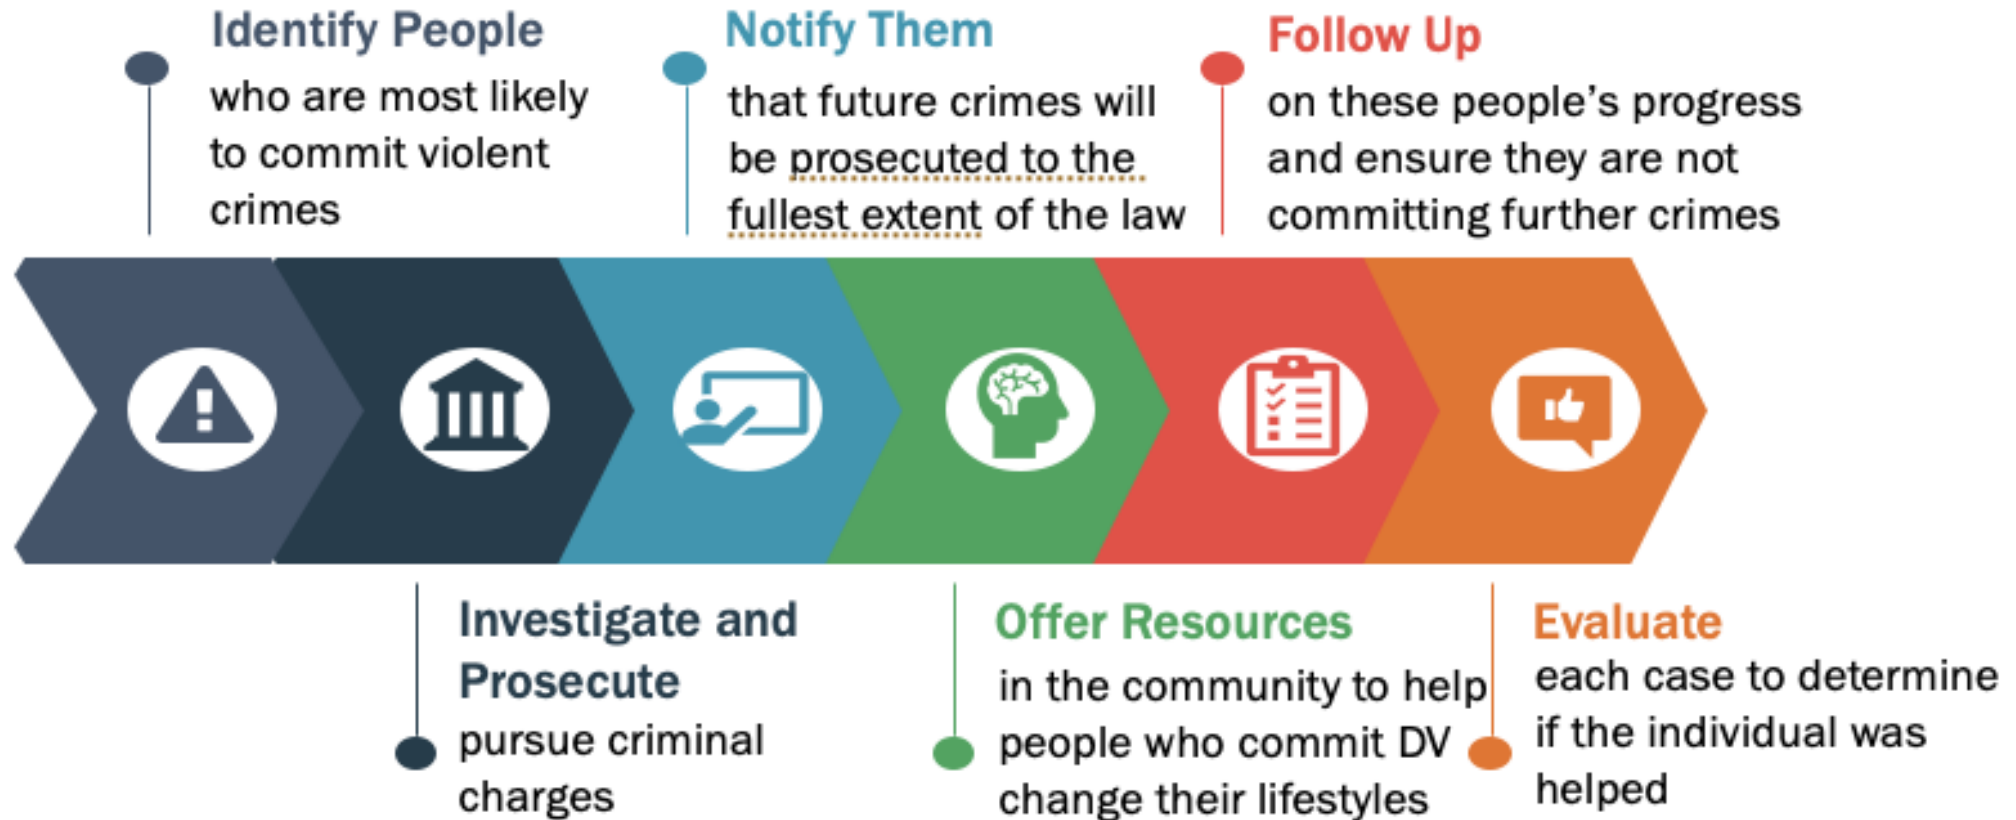 Identify People
who are most likely
to commit violent
crimes
Investigate and
Prosecute
pursue criminal
charges
Notify Them
that future crimes will
be prosecuted to the
fullest extent of the law
Offer Resources
in the community to help
people who commit DV
change their lifestyles
Follow Up
on these people’s progress
and ensure they are not
committing further crimes
Evaluate
each case to determine
if the individual was
helped